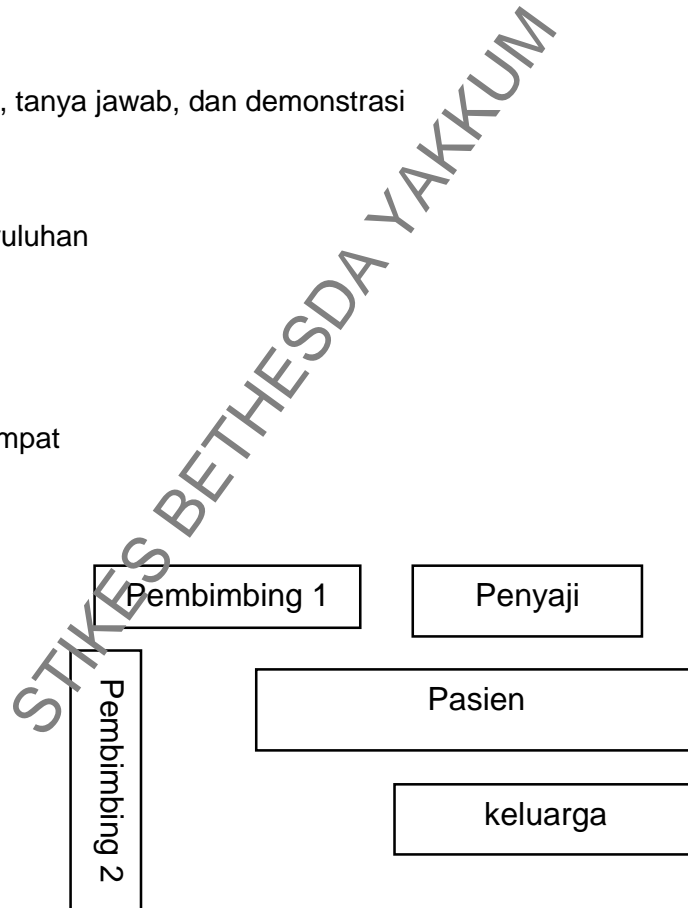 , tanya jawab, dan demonstrasi
uluhan
mpat
STIKES BETHESDA YAKKUM
Pembimbing 1
Penyaji
Pembimbing 2
Pasien
keluarga